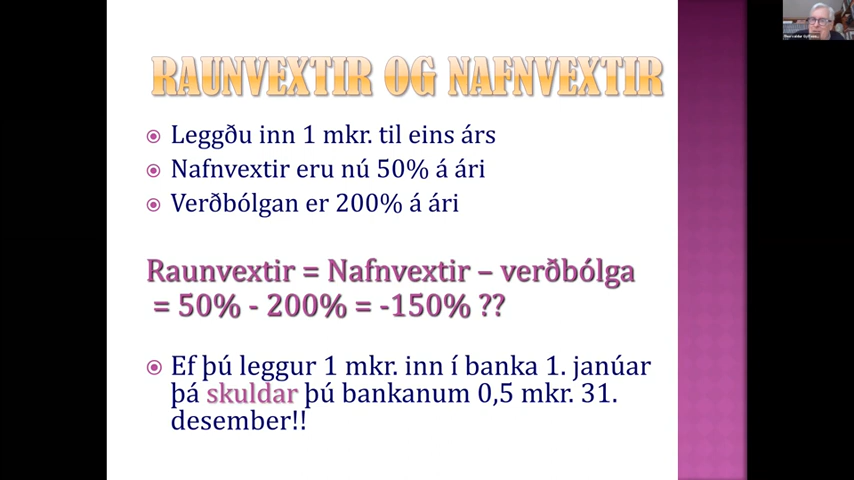 RAUNVEXTIR OG NAFNVEXTIR
Leggðu inn 1 mkr. til eins árs
Nafnvextir eru nú 50% á ári
Verðbólgan er 200% á ári
Raunvextir = Nafnvextir – verðbólga
= 50% - 200% = -150% ??
Ef þú leggur 1 mkr. inn í banka 1. janúar
þá skuldar þú bankanum 0,5 mkr. 31.
desember!!